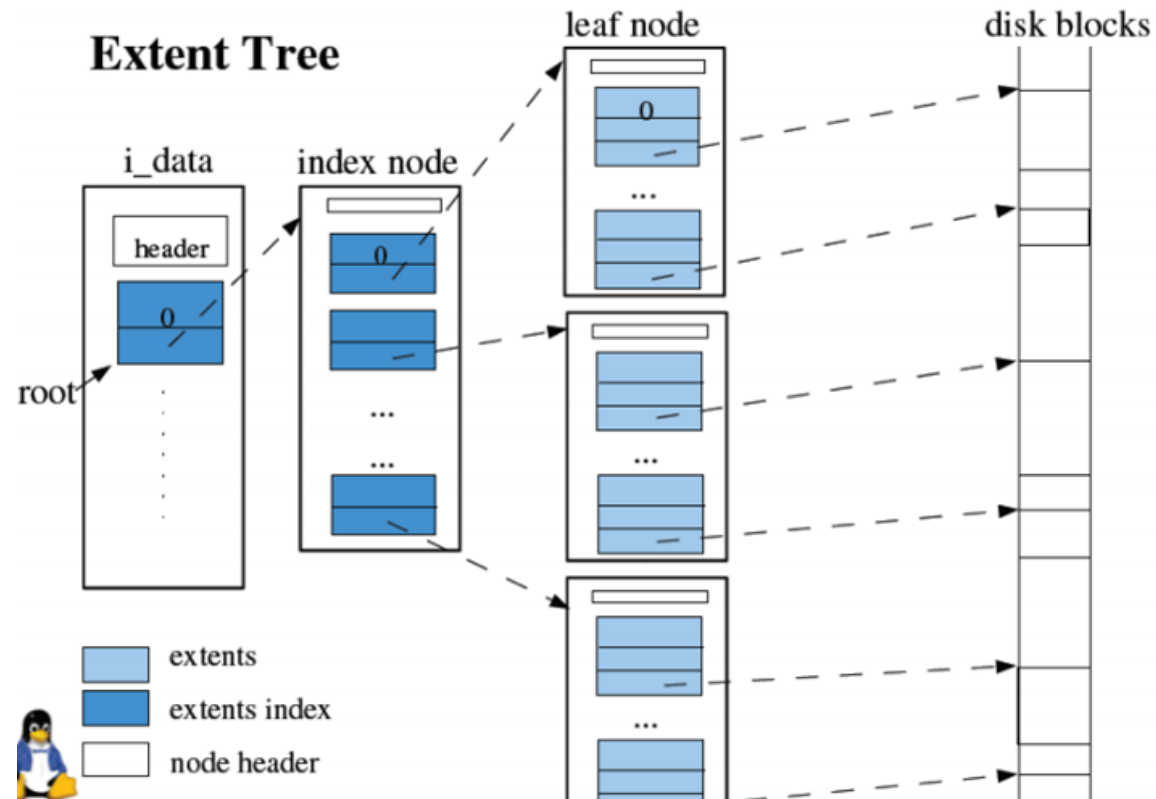 Extent Tree
leaf node
disk blocks
i_data
index node
header
0
0
0
root
...
...
...
...
...
extents
extents index
node header